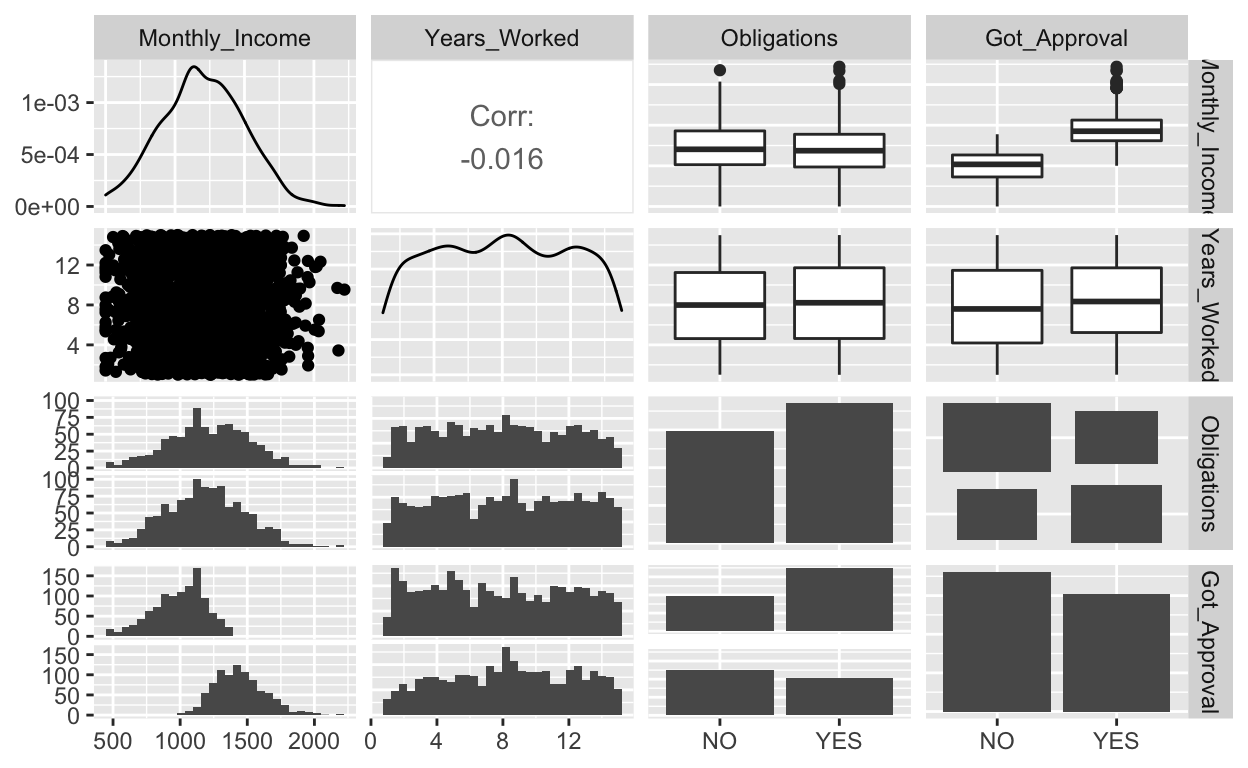 Monthly_Income Years_Worked Obligations Got_Approval
1e-03
5e-04
0e+00
Corr:
-0.016
Monthly_Income
12
8
4
Years_Worked
100
75
50
25
0
100
75
50
25
0
Obligations
150
100
50
0
150
100
50
0
Got_Approval
500 1000 1500 2000 0 4 8 12 NO YES NO YES